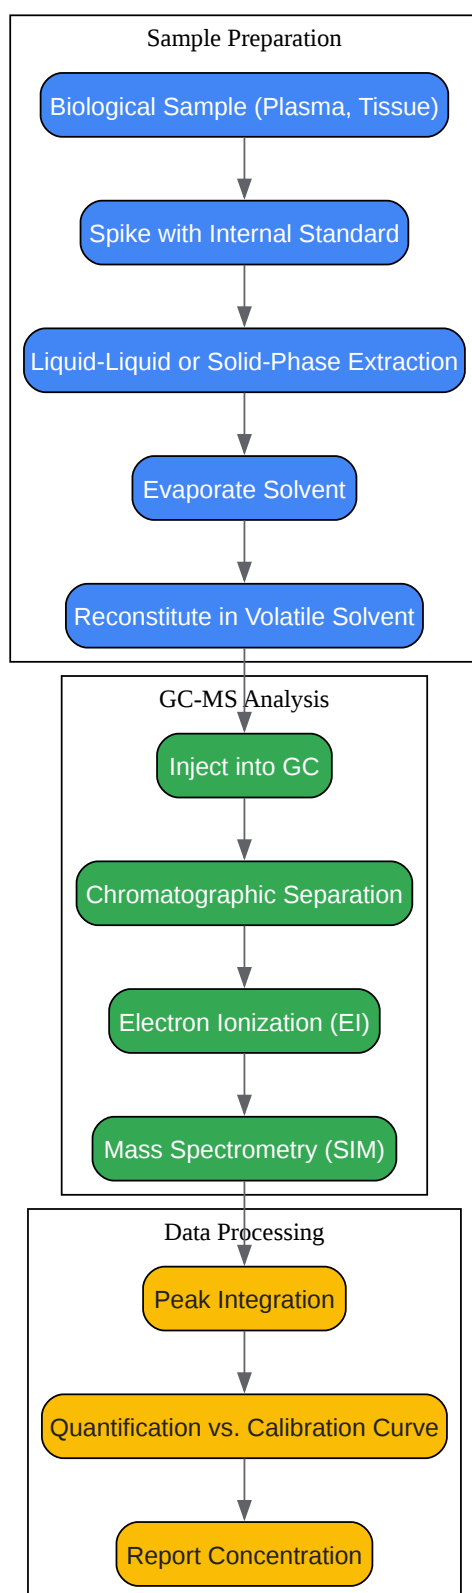 Sample Preparation
Biological Sample (Plasma, Tissue)
Spike with Internal Standard
Liquid-Liquid or Solid-Phase Extraction
Evaporate Solvent
Reconstitute in Volatile Solvent
GC-MS Analysis
Inject into GC
Chromatographic Separation
Electron Ionization (EI)
Mass Spectrometry (SIM)
Data Processing
Peak Integration
Quantification vs. Calibration Curve
Report Concentration